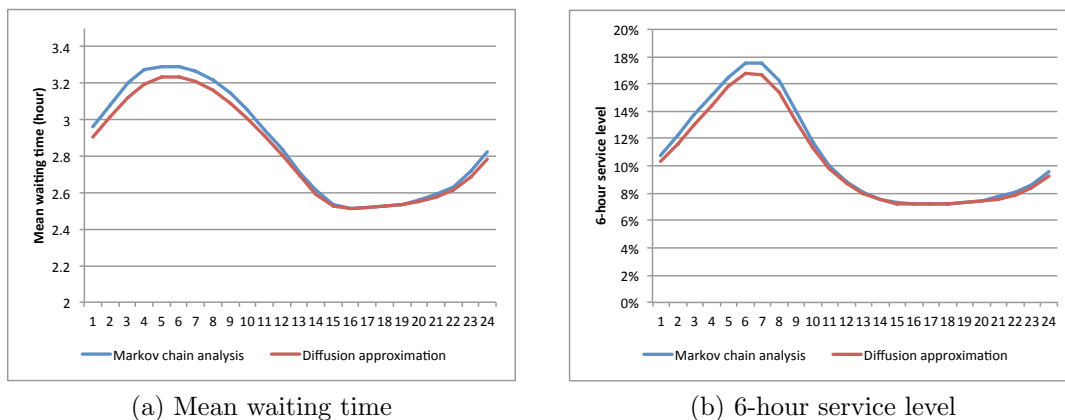 3.4
3.2
3
2.8
2.6
2.4
2.2
2
Mean waiting time (hour)
1 2 3 4 5 6 7 8 9 10 11 12 13 14 15 16 17 18 19 20 21 22 23 24
Markov chain analysis Diffusion approximation
(a) Mean waiting time
20%
18%
16%
14%
12%
10%
8%
6%
4%
2%
0%
6-hour service level
1 2 3 4 5 6 7 8 9 10 11 12 13 14 15 16 17 18 19 20 21 22 23 24
Markov chain analysis Diffusion approximation
(b) 6-hour service level